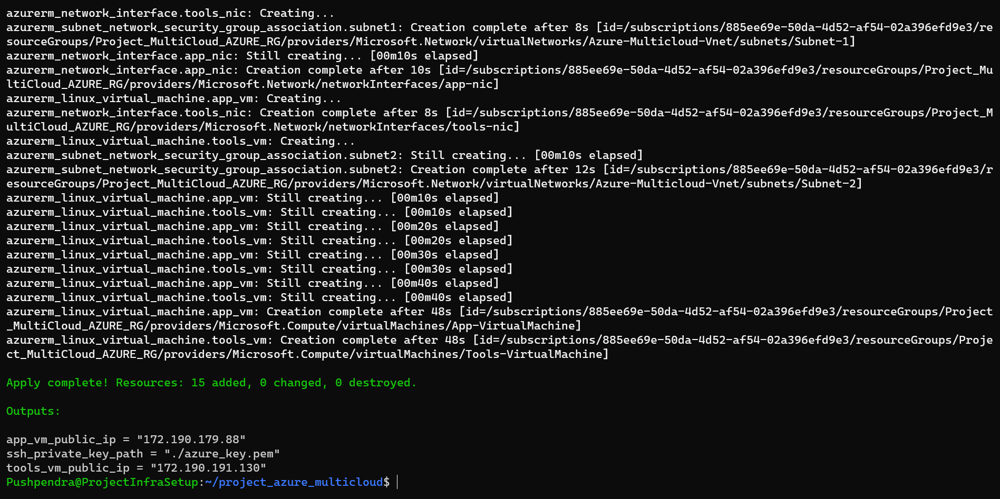 azurerm_network_interface.tools_nic: Creating...
azurerm_subnet_network_security_group_association.subnet1: Creation complete after 8s [id=/subscriptions/885ee69e-50da-4d52-af54-02a396efd9e3/re
sourceGroups/Project_MultiCloud_AZURE_RG/providers/Microsoft.Network/virtualNetworks/Azure-Multicloud-Vnet/subnets/Subnet-1]
azurerm_network_interface.app_nic: Still creating... [00m10s elapsed]
azurerm_network_interface.app_nic: Creation complete after 10s [id=/subscriptions/885ee69e-50da-4d52-af54-02a396efd9e3/resourceGroups/Project_Mu
ltiCloud_AZURE_RG/providers/Microsoft.Network/networkInterfaces/app-nic]
azurerm_linux_virtual_machine.app_vm: Creating...
azurerm_network_interface.tools_nic: Creation complete after 8s [id=/subscriptions/885ee69e-50da-4d52-af54-02a396efd9e3/resourceGroups/Project_M
ultiCloud_AZURE_RG/providers/Microsoft.Network/networkInterfaces/tools-nic]
azurerm_linux_virtual_machine.tools_vm: Creating...
azurerm_subnet_network_security_group_association.subnet2: Still creating... [00m10s elapsed]
azurerm_subnet_network_security_group_association.subnet2: Creation complete after 12s [id=/subscriptions/885ee69e-50da-4d52-af54-02a396efd9e3/r
esourceGroups/Project_MultiCloud_AZURE_RG/providers/Microsoft.Network/virtualNetworks/Azure-Multicloud-Vnet/subnets/Subnet-2]
azurerm_linux_virtual_machine.app_vm: Still creating... [00m10s elapsed]
azurerm_linux_virtual_machine.tools_vm: Still creating... [00m10s elapsed]
azurerm_linux_virtual_machine.app_vm: Still creating... [00m20s elapsed]
azurerm_linux_virtual_machine.tools_vm: Still creating... [00m20s elapsed]
azurerm_linux_virtual_machine.app_vm: Still creating... [00m30s elapsed]
azurerm_linux_virtual_machine.tools_vm: Still creating... [00m30s elapsed]
azurerm_linux_virtual_machine.app_vm: Still creating... [00m40s elapsed]
azurerm_linux_virtual_machine.tools_vm: Still creating... [00m40s elapsed]
azurerm_linux_virtual_machine.app_vm: Creation complete after 48s [id=/subscriptions/885ee69e-50da-4d52-af54-02a396efd9e3/resourceGroups/Project
_MultiCloud_AZURE_RG/providers/Microsoft.Compute/virtualMachines/App-VirtualMachine]
azurerm_linux_virtual_machine.tools_vm: Creation complete after 48s [id=/subscriptions/885ee69e-50da-4d52-af54-02a396efd9e3/resourceGroups/Proje
ct_MultiCloud_AZURE_RG/providers/Microsoft.Compute/virtualMachines/Tools-VirtualMachine]
Apply complete! Resources: 15 added, 0 changed, 0 destroyed.
Outputs:
app_vm_public_ip = "172.190.179.88"
ssh_private_key_path = "./azure_key.pem"
tools_vm_public_ip = "172.190.191.130"
Pushpendra@ProjectInfraSetup:~/project_azure_multicloud$